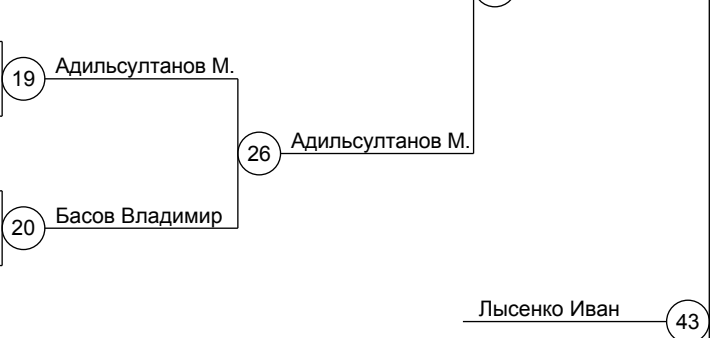 19 Адильсултанов М.
26 Адильсултанов М.
20 Басов Владимир
Лысенко Иван 43